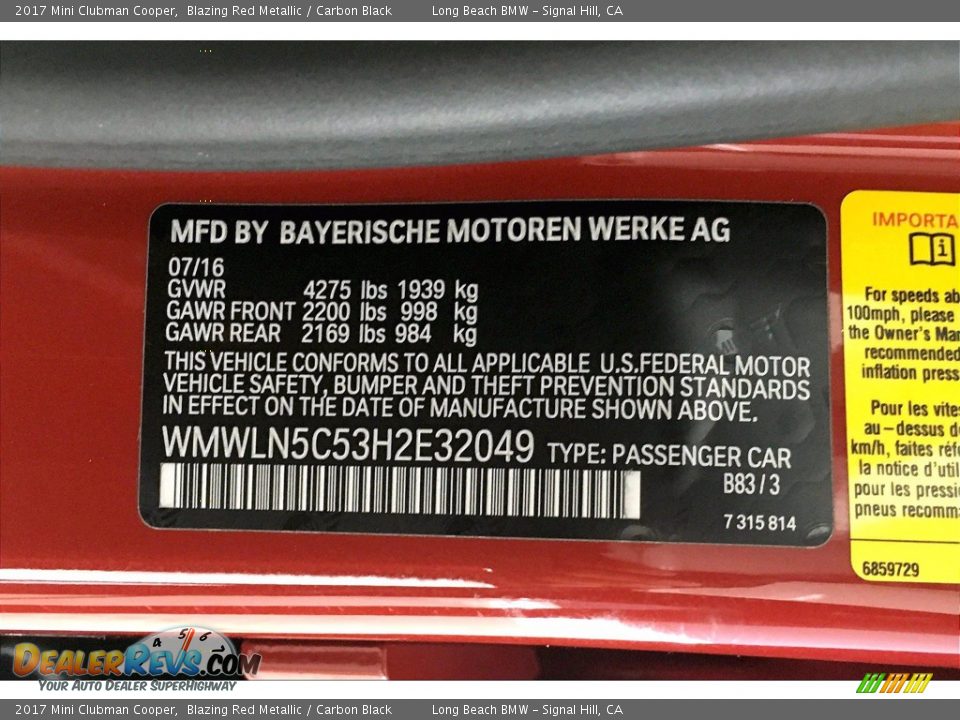 2017 Mini Clubman Cooper, Blazing Red Metallic / Carbon Black Long Beach BMW - Signal Hill, CA
MFD BY BAYERISCHE MOTOREN WERKE AG
07/16
GVWR 4275 lbs 1939 kg
GAWR FRONT 2200 lbs 998 kg
GAWR REAR 2169 lbs 984 kg
THIS VEHICLE CONFORMS TO ALL APPLICABLE U.S.FEDERAL MOTOR
VEHICLE SAFETY, BUMPER AND THEFT PREVENTION STANDARDS
IN EFFECT ON THE DATE OF MANUFACTURE SHOWN ABOVE.
WMWLN5C53H2E32049 TYPE: PASSENGER CAR
B83/3
7 315 814
IMPORTA
i
For speeds ab
100mph, please
the Owner's Man
recommended
inflation press
Pour les vites
au-dessus d
km/h, faites réfé
la notice d'util
pour les pressi
pneus recomma
6859729
4 5 6
DEALERREVS.COM
YOUR AUTO DEALER SUPERHIGHWAY
2017 Mini Clubman Cooper, Blazing Red Metallic / Carbon Black Long Beach BMW - Signal Hill, CA